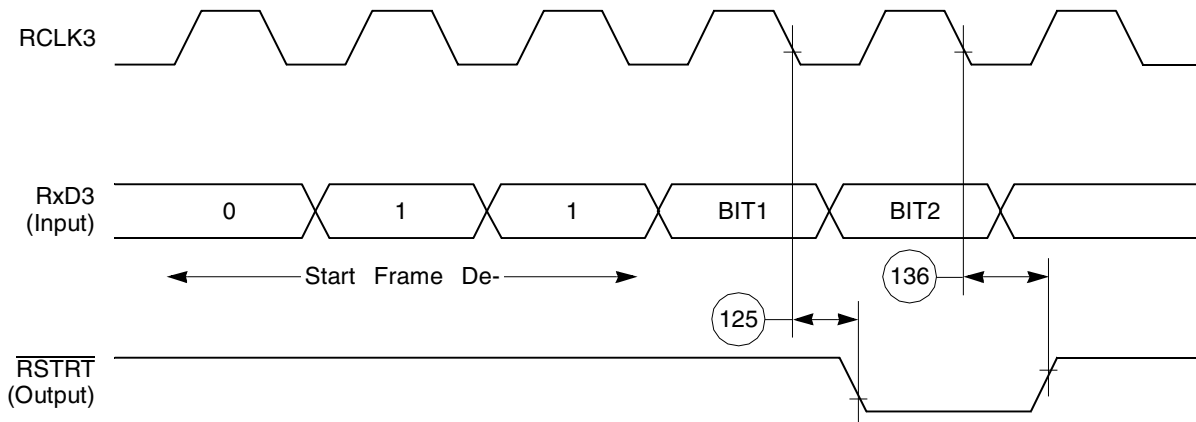 RCLK3
RxD3
(Input)
0
1
1
BIT1
BIT2
Start Frame De-
136
125
RSTRT
(Output)